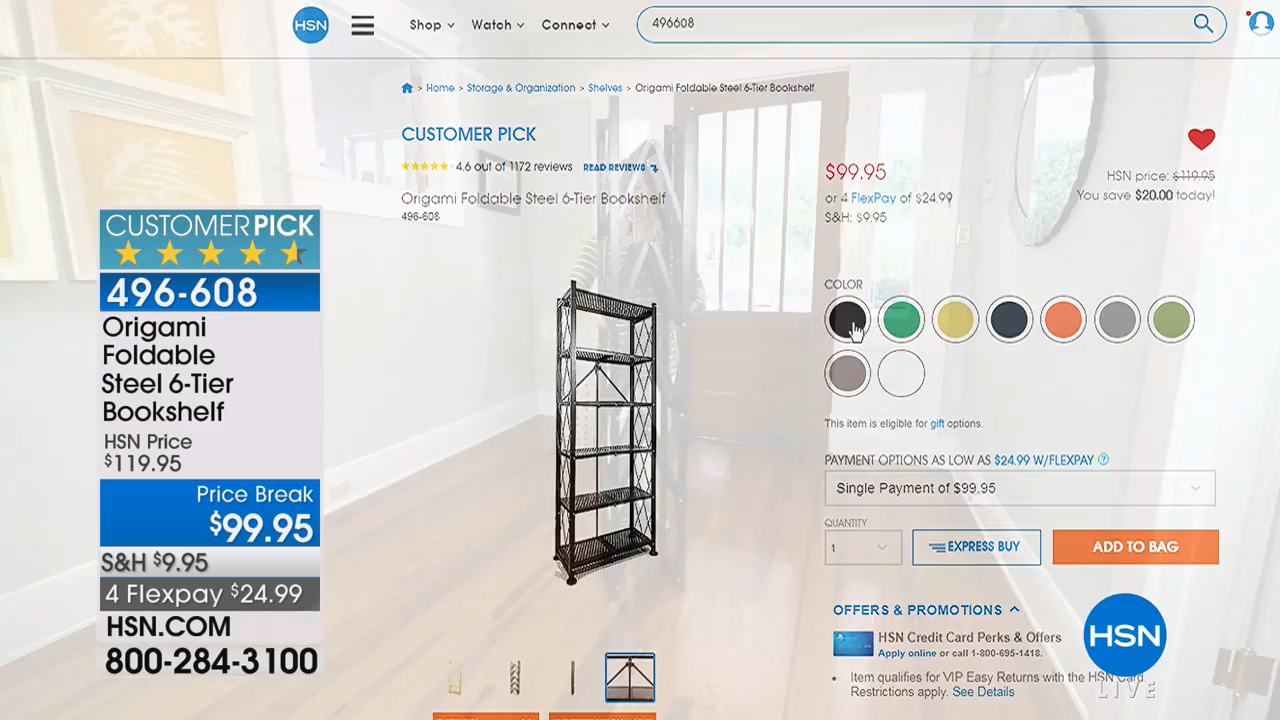 HSN
Shop
Watch
Connect
496608
> Home > Storage & Organization > Shelves > Origami Foldable Steel 6-Tier Bookshelf
CUSTOMER PICK
4.6 out of 1172 reviews
READ REVIEWS
Origami Foldable Steel 6-Tier Bookshelf
496-608
$99.95
or 4 FlexPay of $24.99
S&H: $9.95
HSN price: $119.95
You save $20.00 today!
COLOR
This item is eligible for gift options.
PAYMENT OPTIONS AS LOW AS $24.99 W/FLEXPAY ?
Single Payment of $99.95
QUANTITY
1
EXPRESS BUY
ADD TO BAG
OFFERS & PROMOTIONS
HSN Credit Card Perks & Offers
Apply online or call 1-800-695-1418.
• Item qualifies for VIP Easy Returns with the HSN Card
Restrictions apply. See Details
CUSTOMER PICK
496-608
Origami
Foldable
Steel 6-Tier
Bookshelf
HSN Price
$119.95
Price Break
$99.95
S&H $9.95
4 Flexpay $24.99
HSN.COM
800-284-3100
HSN
LIVE